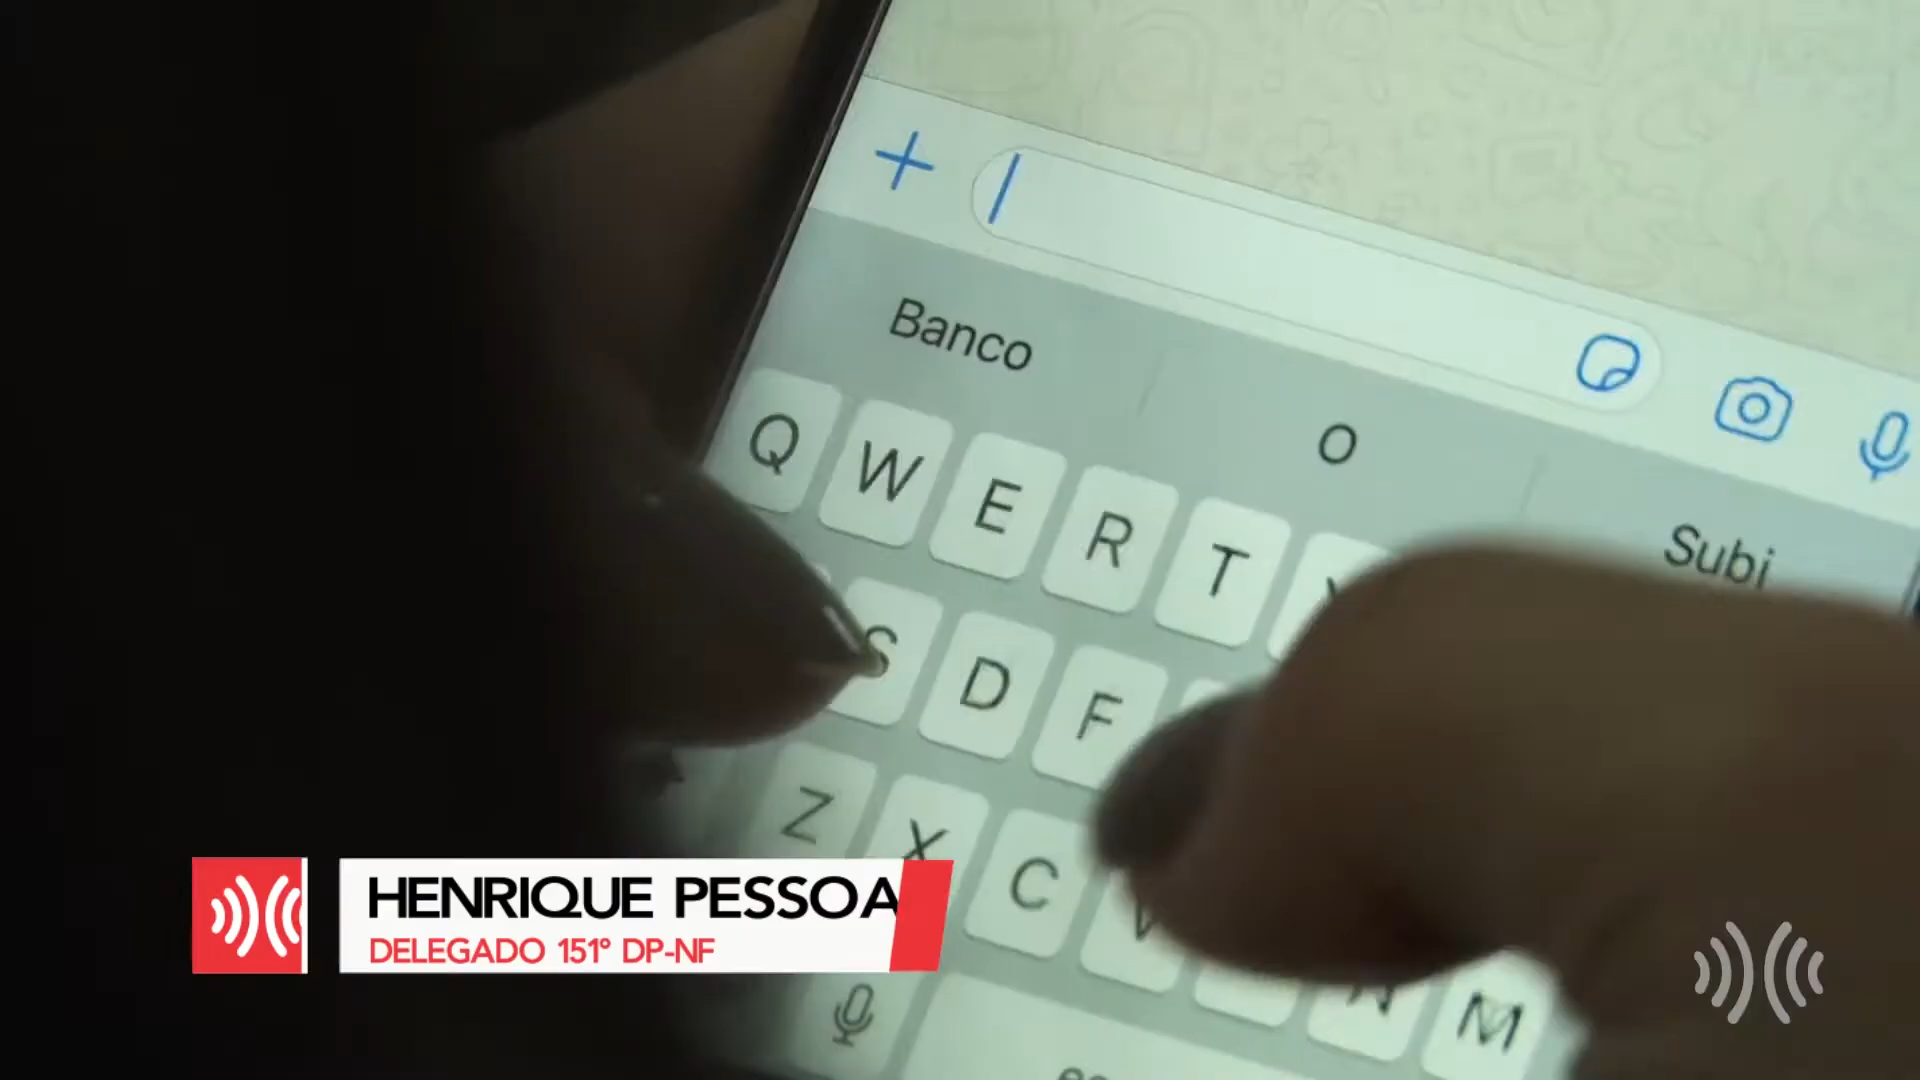 Banco
O
Subi
Q W E R T
S D F
Z X C V
N M
HENRIQUE PESSOA
DELEGADO 151° DP-NF